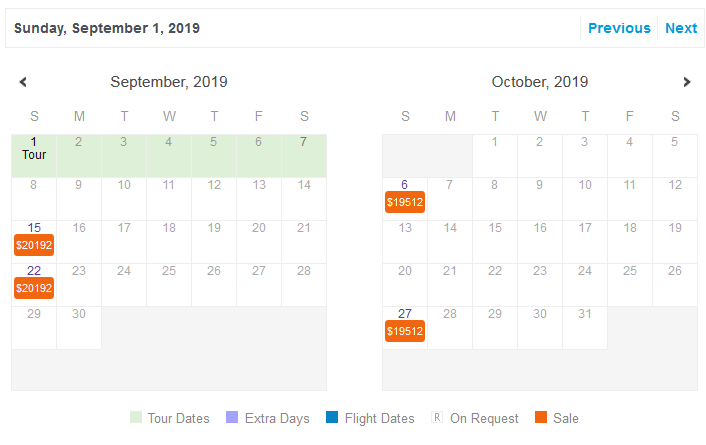 Sunday, September 1, 2019 Previous Next
September, 2019 October, 2019
S M T W T F S S M T W T F S
1 2 3 4 5 6 7 1 2 3 4 5
Tour
8 9 10 11 12 13 14 6 7 8 9 10 11 12
$19512
15 16 17 18 19 20 21 13 14 15 16 17 18 19
$20192
22 23 24 25 26 27 28 20 21 22 23 24 25 26
$20192
29 30 27 28 29 30 31
$19512
Tour Dates Extra Days Flight Dates R On Request Sale